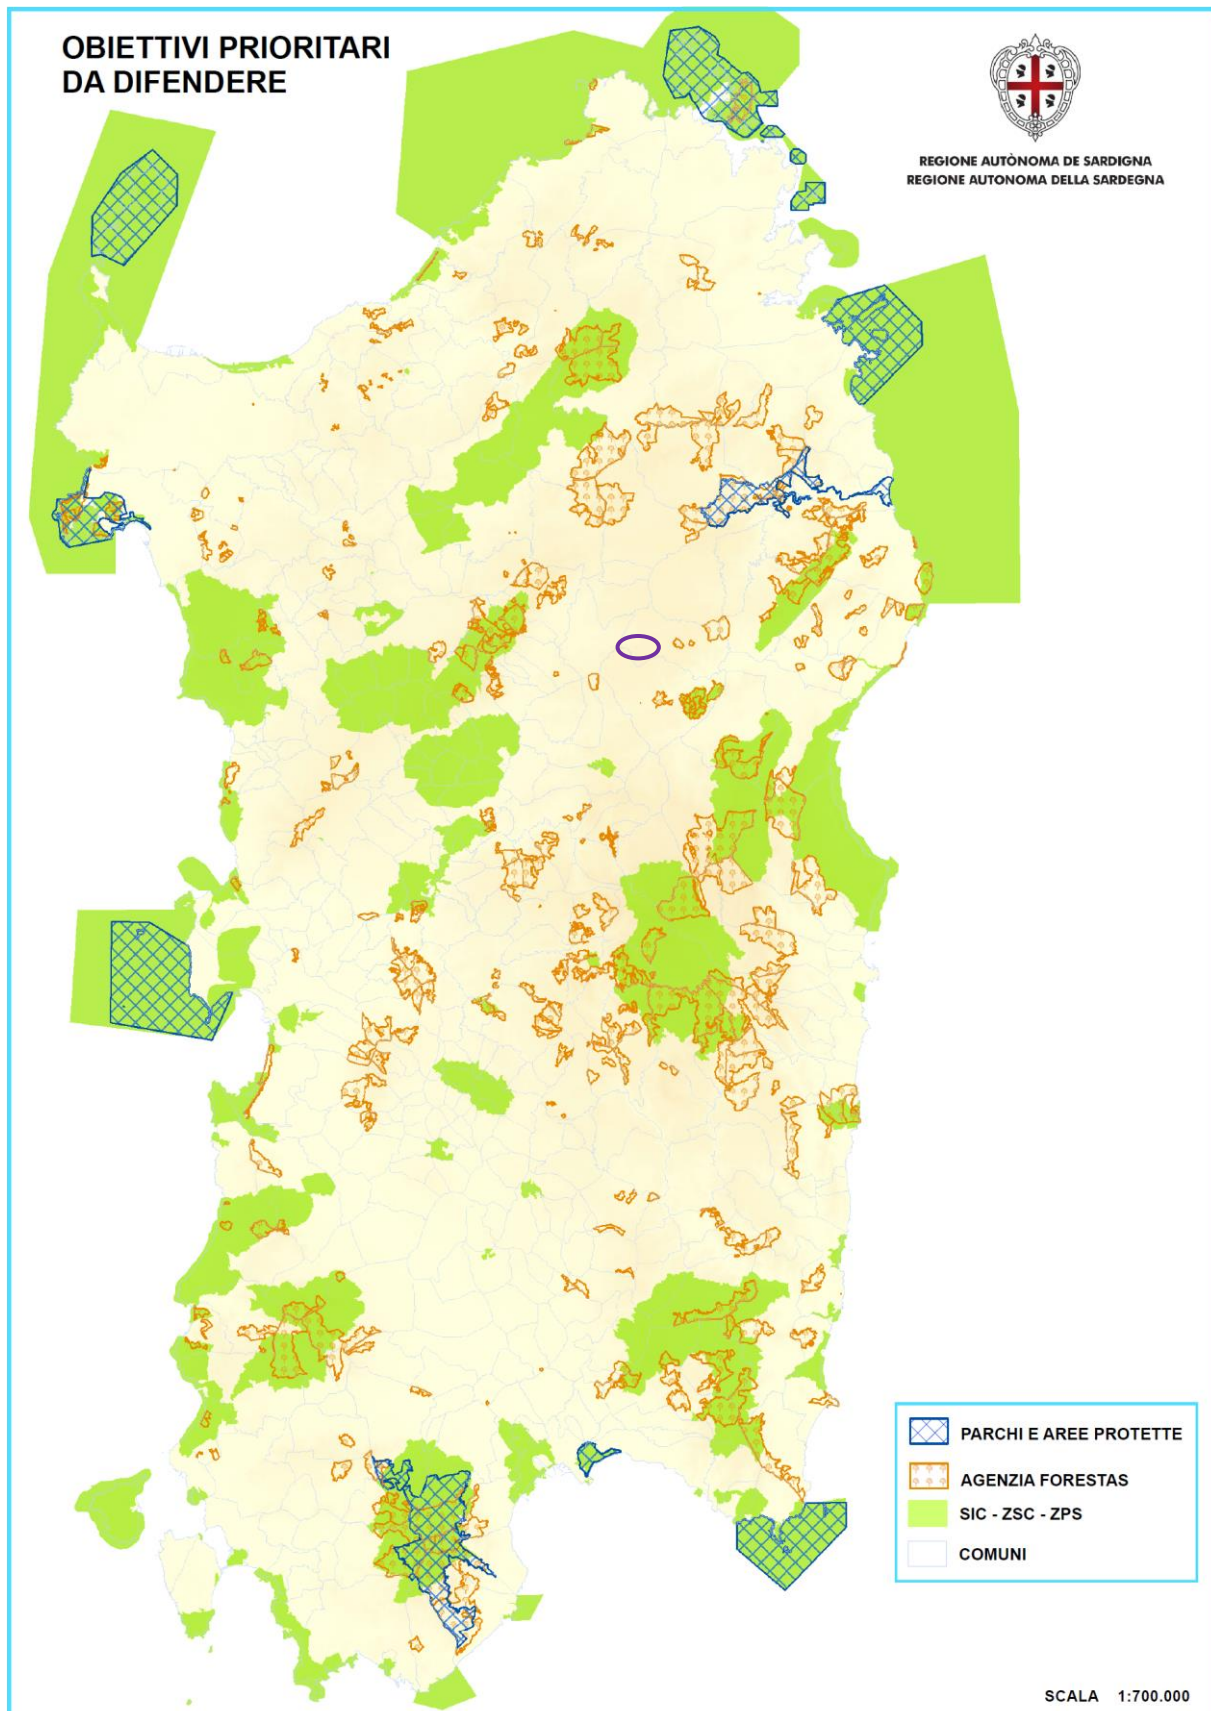 OBIETTIVI PRIORITARI
DA DIFENDERE
REGIONE AUTÒNOMA DE SARDIGNA
REGIONE AUTONOMA DELLA SARDEGNA
PARCHI E AREE PROTETTE
AGENZIA FORESTAS
SIC - ZSC - ZPS
COMUNI
SCALA 1:700.000